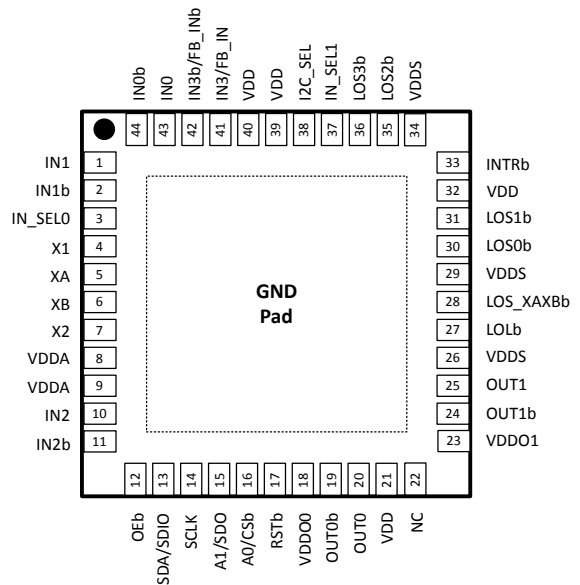 IN0b
IN0
IN3b/FB_INb
IN3/FB_IN
VDD
VDD
I2C_SEL
IN_SEL1
LOS3b
LOS2b
VDDS
44
43
42
41
40
39
38
37
36
35
34
IN1 1
IN1b 2
IN_SEL0 3
X1 4
XA 5
XB 6
X2 7
VDDA 8
VDDA 9
IN2 10
IN2b 11
GND
Pad
33 INTRb
32 VDD
31 LOS1b
30 LOS0b
29 VDDS
28 LOS_XAXBb
27 LOLb
26 VDDS
25 OUT1
24 OUT1b
23 VDDO1
12
13
14
15
16
17
18
19
20
21
22
OEb
SDA/SDIO
SCLK
A1/SDO
A0/CSb
RSTb
VDDO0
OUT0b
OUT0
VDD
NC